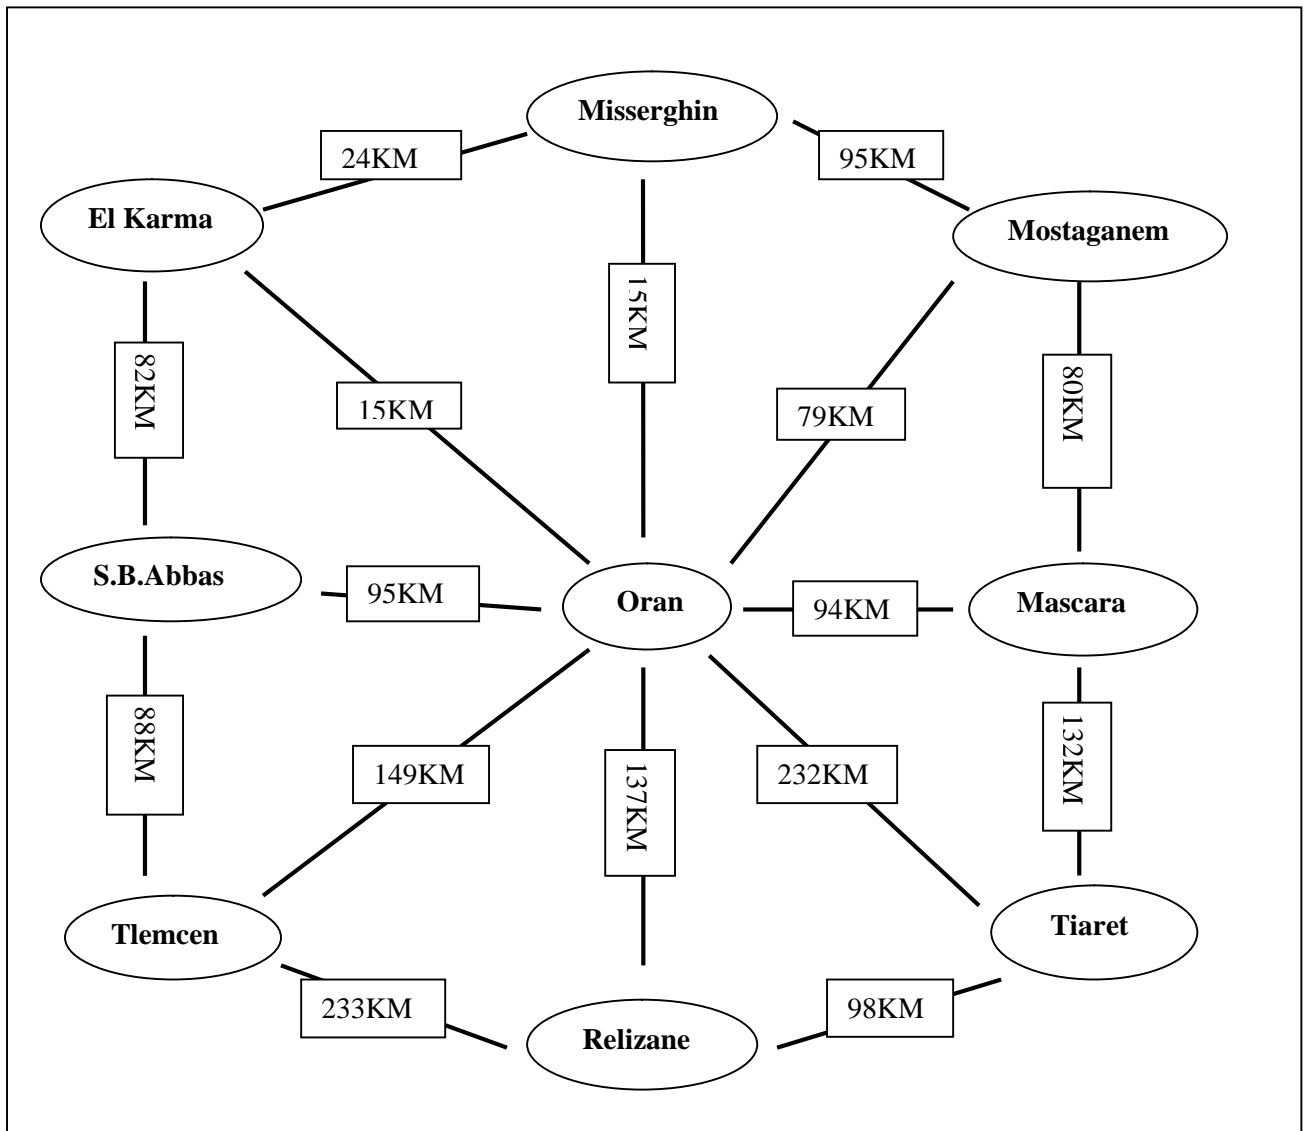 Misserghin
24KM
95KM
El Karma
Mostaganem
15KM
82KM
15KM
79KM
80KM
S.B.Abbas
95KM
Oran
94KM
Mascara
88KM
149KM
137KM
232KM
132KM
Tlemcen
Tiaret
233KM
98KM
Relizane